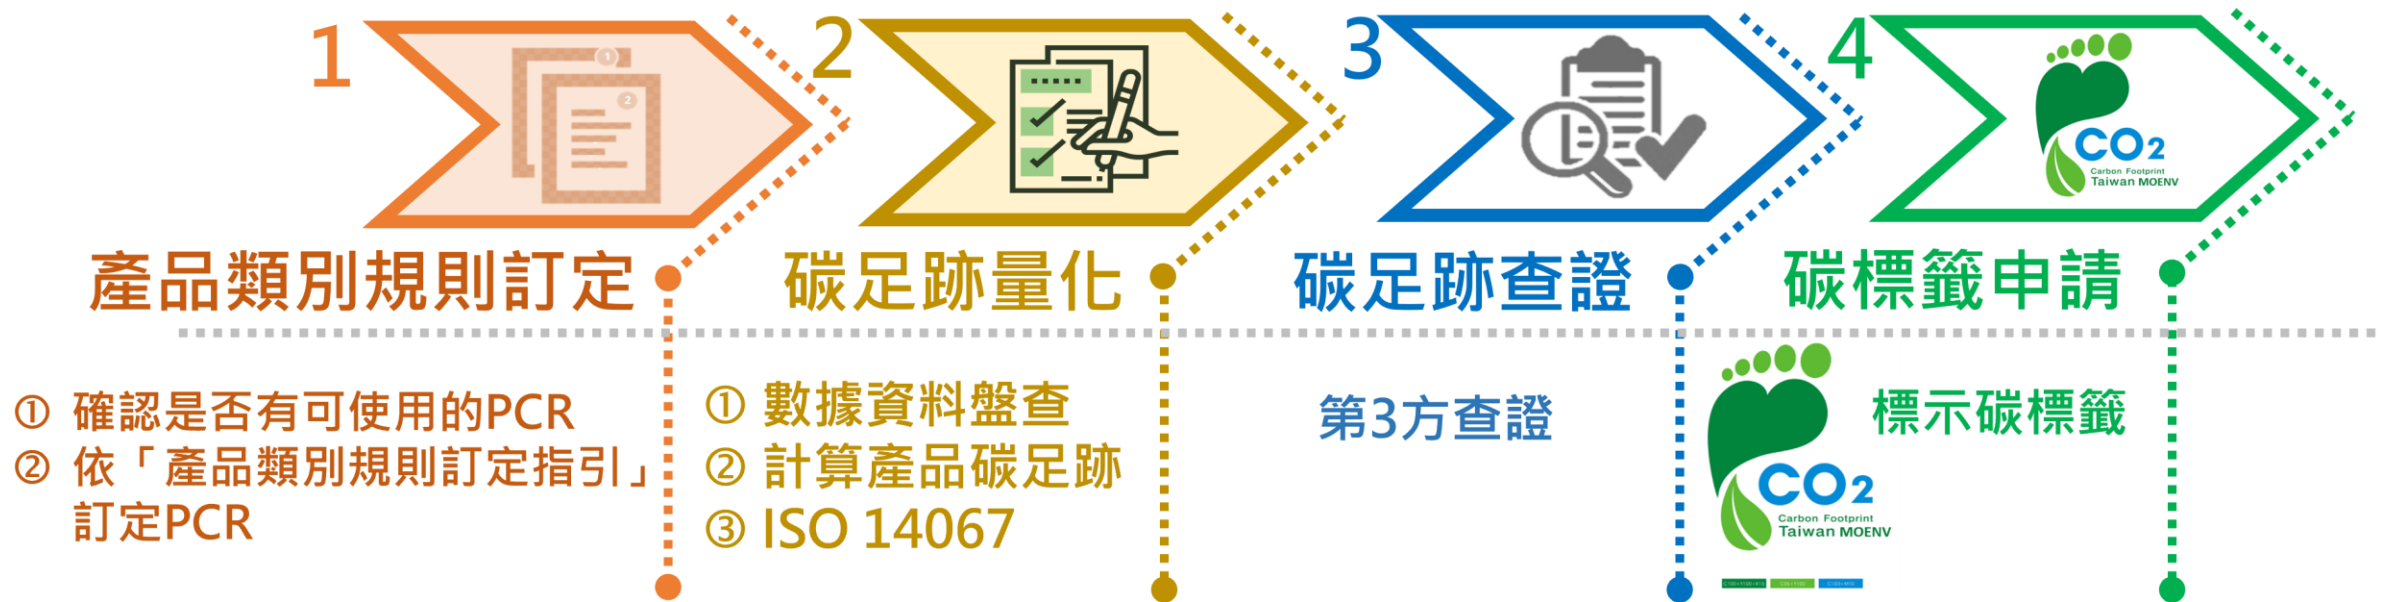 1
2
3
4
1
2
CO2
Carbon Footprint
Taiwan MOENV
產品類別規則訂定
碳足跡量化
碳足跡查證
碳標籤申請
① 確認是否有可使用的PCR
② 依「產品類別規則訂定指引」
訂定PCR
① 數據資料盤查
② 計算產品碳足跡
③ ISO 14067
第3方查證
CO2
Carbon Footprint
Taiwan MOENV
標示碳標籤